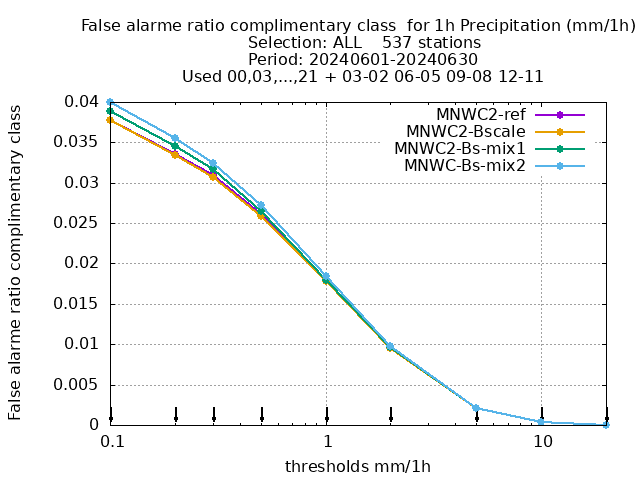 False alarme ratio complimentary class  for 1h Precipitation (mm/1h)
Selection: ALL    537 stations
Period: 20240601-20240630
Used 00,03,...,21 + 03-02 06-05 09-08 12-11
False alarme ratio complimentary class
0.04
0.035
0.03
0.025
0.02
0.015
0.01
0.005
0
MNWC2-ref
MNWC2-Bscale
MNWC2-Bs-mix1
MNWC-Bs-mix2
0.1 1 10
thresholds mm/1h